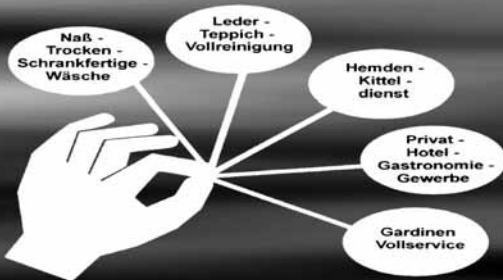 Naß -
Trocken -
Schrankfertige -
Wäsche
Leder -
Teppich -
Vollreinigung
Hemden -
Kittel -
dienst
Privat -
Hotel -
Gastronomie -
Gewerbe
Gardinen
Vollservice